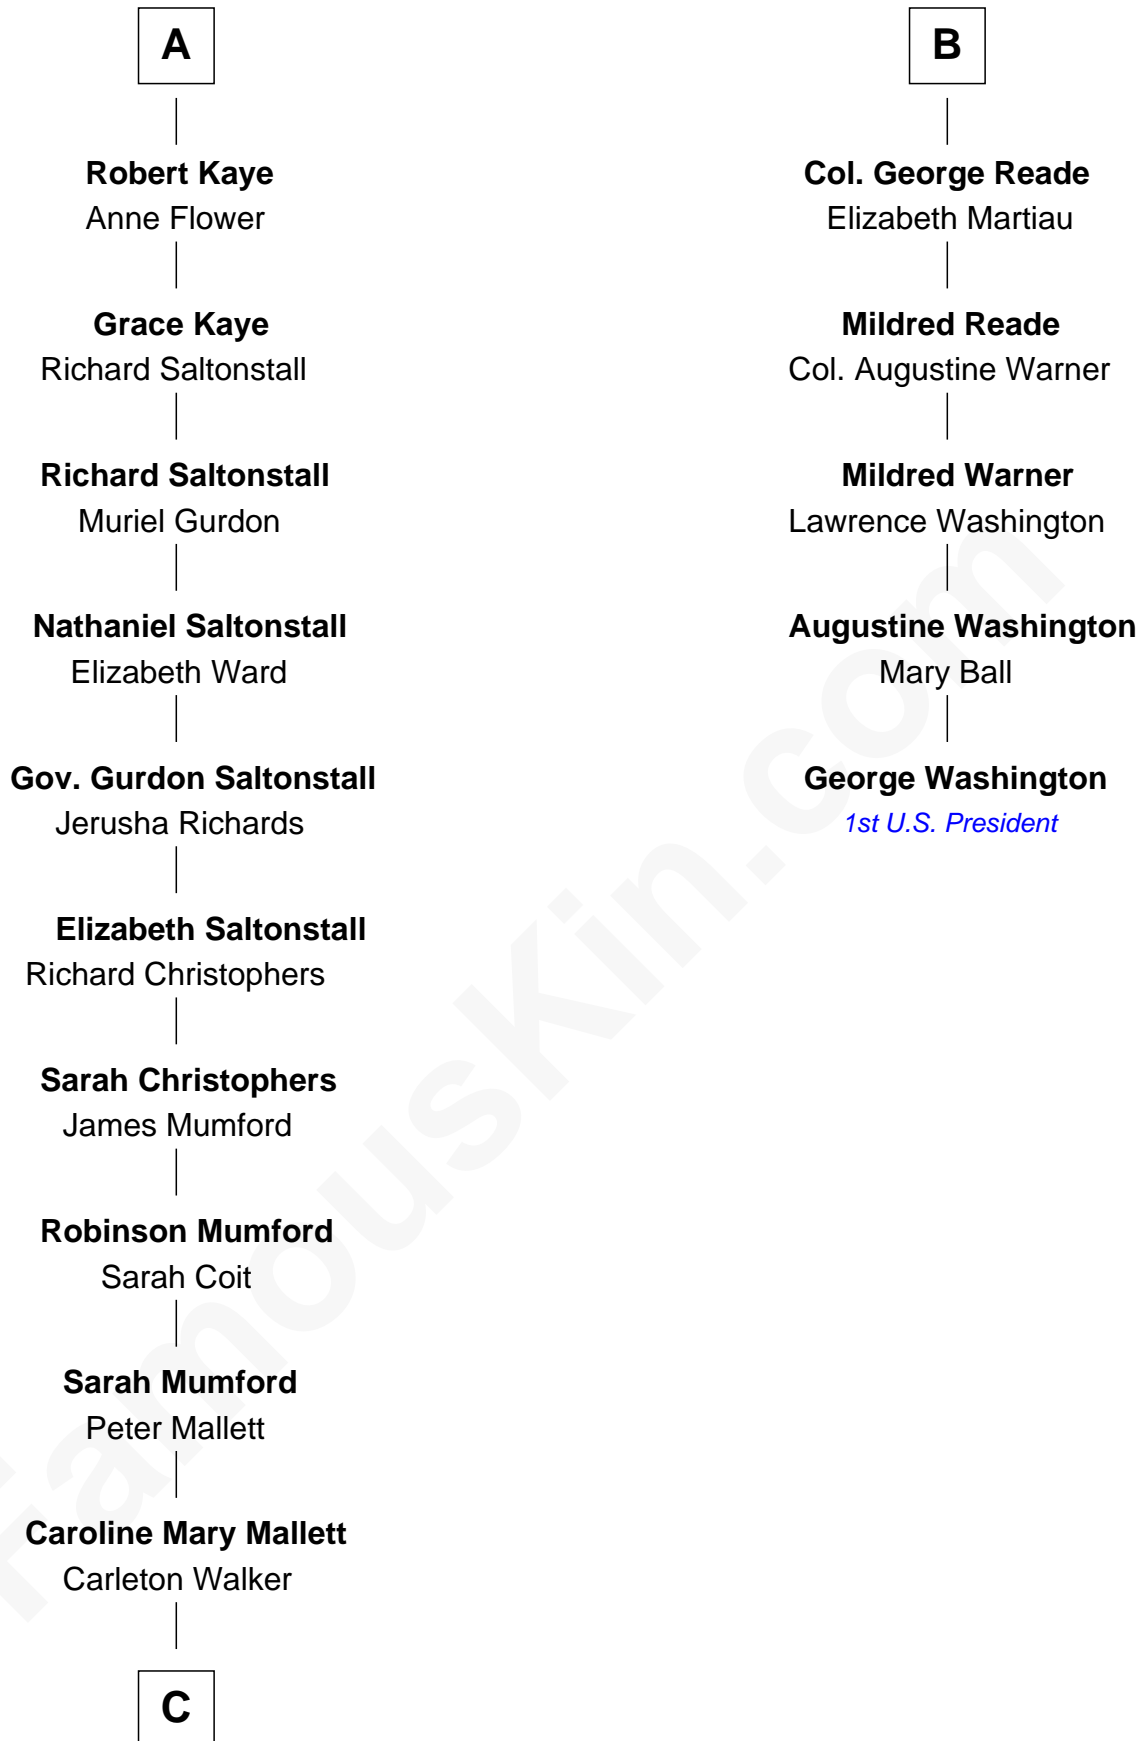 A
Robert Kaye
Anne Flower
Grace Kaye
Richard Saltonstall
Richard Saltonstall
Muriel Gurdon
Nathaniel Saltonstall
Elizabeth Ward
Gov. Gurdon Saltonstall
Jerusha Richards
Elizabeth Saltonstall
Richard Christophers
Sarah Christophers
James Mumford
Robinson Mumford
Sarah Coit
Sarah Mumford
Peter Mallett
Caroline Mary Mallett
Carleton Walker
C
B
Col. George Reade
Elizabeth Martiau
Mildred Reade
Col. Augustine Warner
Mildred Warner
Lawrence Washington
Augustine Washington
Mary Ball
George Washington
1st U.S. President
FamousKin.com